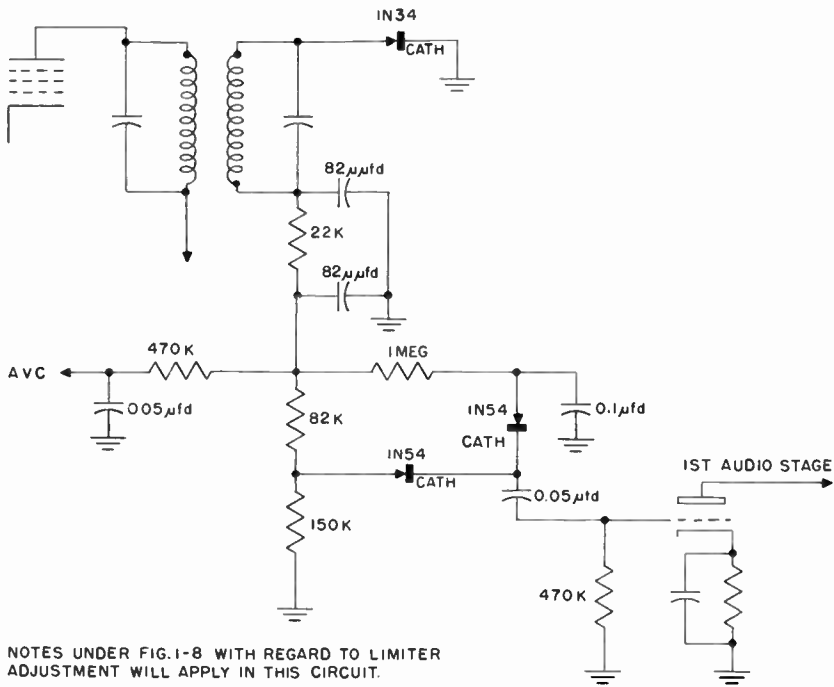 1N34
CATH
82μμfd
22K
82μμfd
470K
1MEG
AVC
005μfd
82K
1N54
CATH
0.1μfd
1N54
CATH
0.05μfd
1ST AUDIO STAGE
150K
470K
NOTES UNDER FIG.1-8 WITH REGARD TO LIMITER
ADJUSTMENT WILL APPLY IN THIS CIRCUIT.